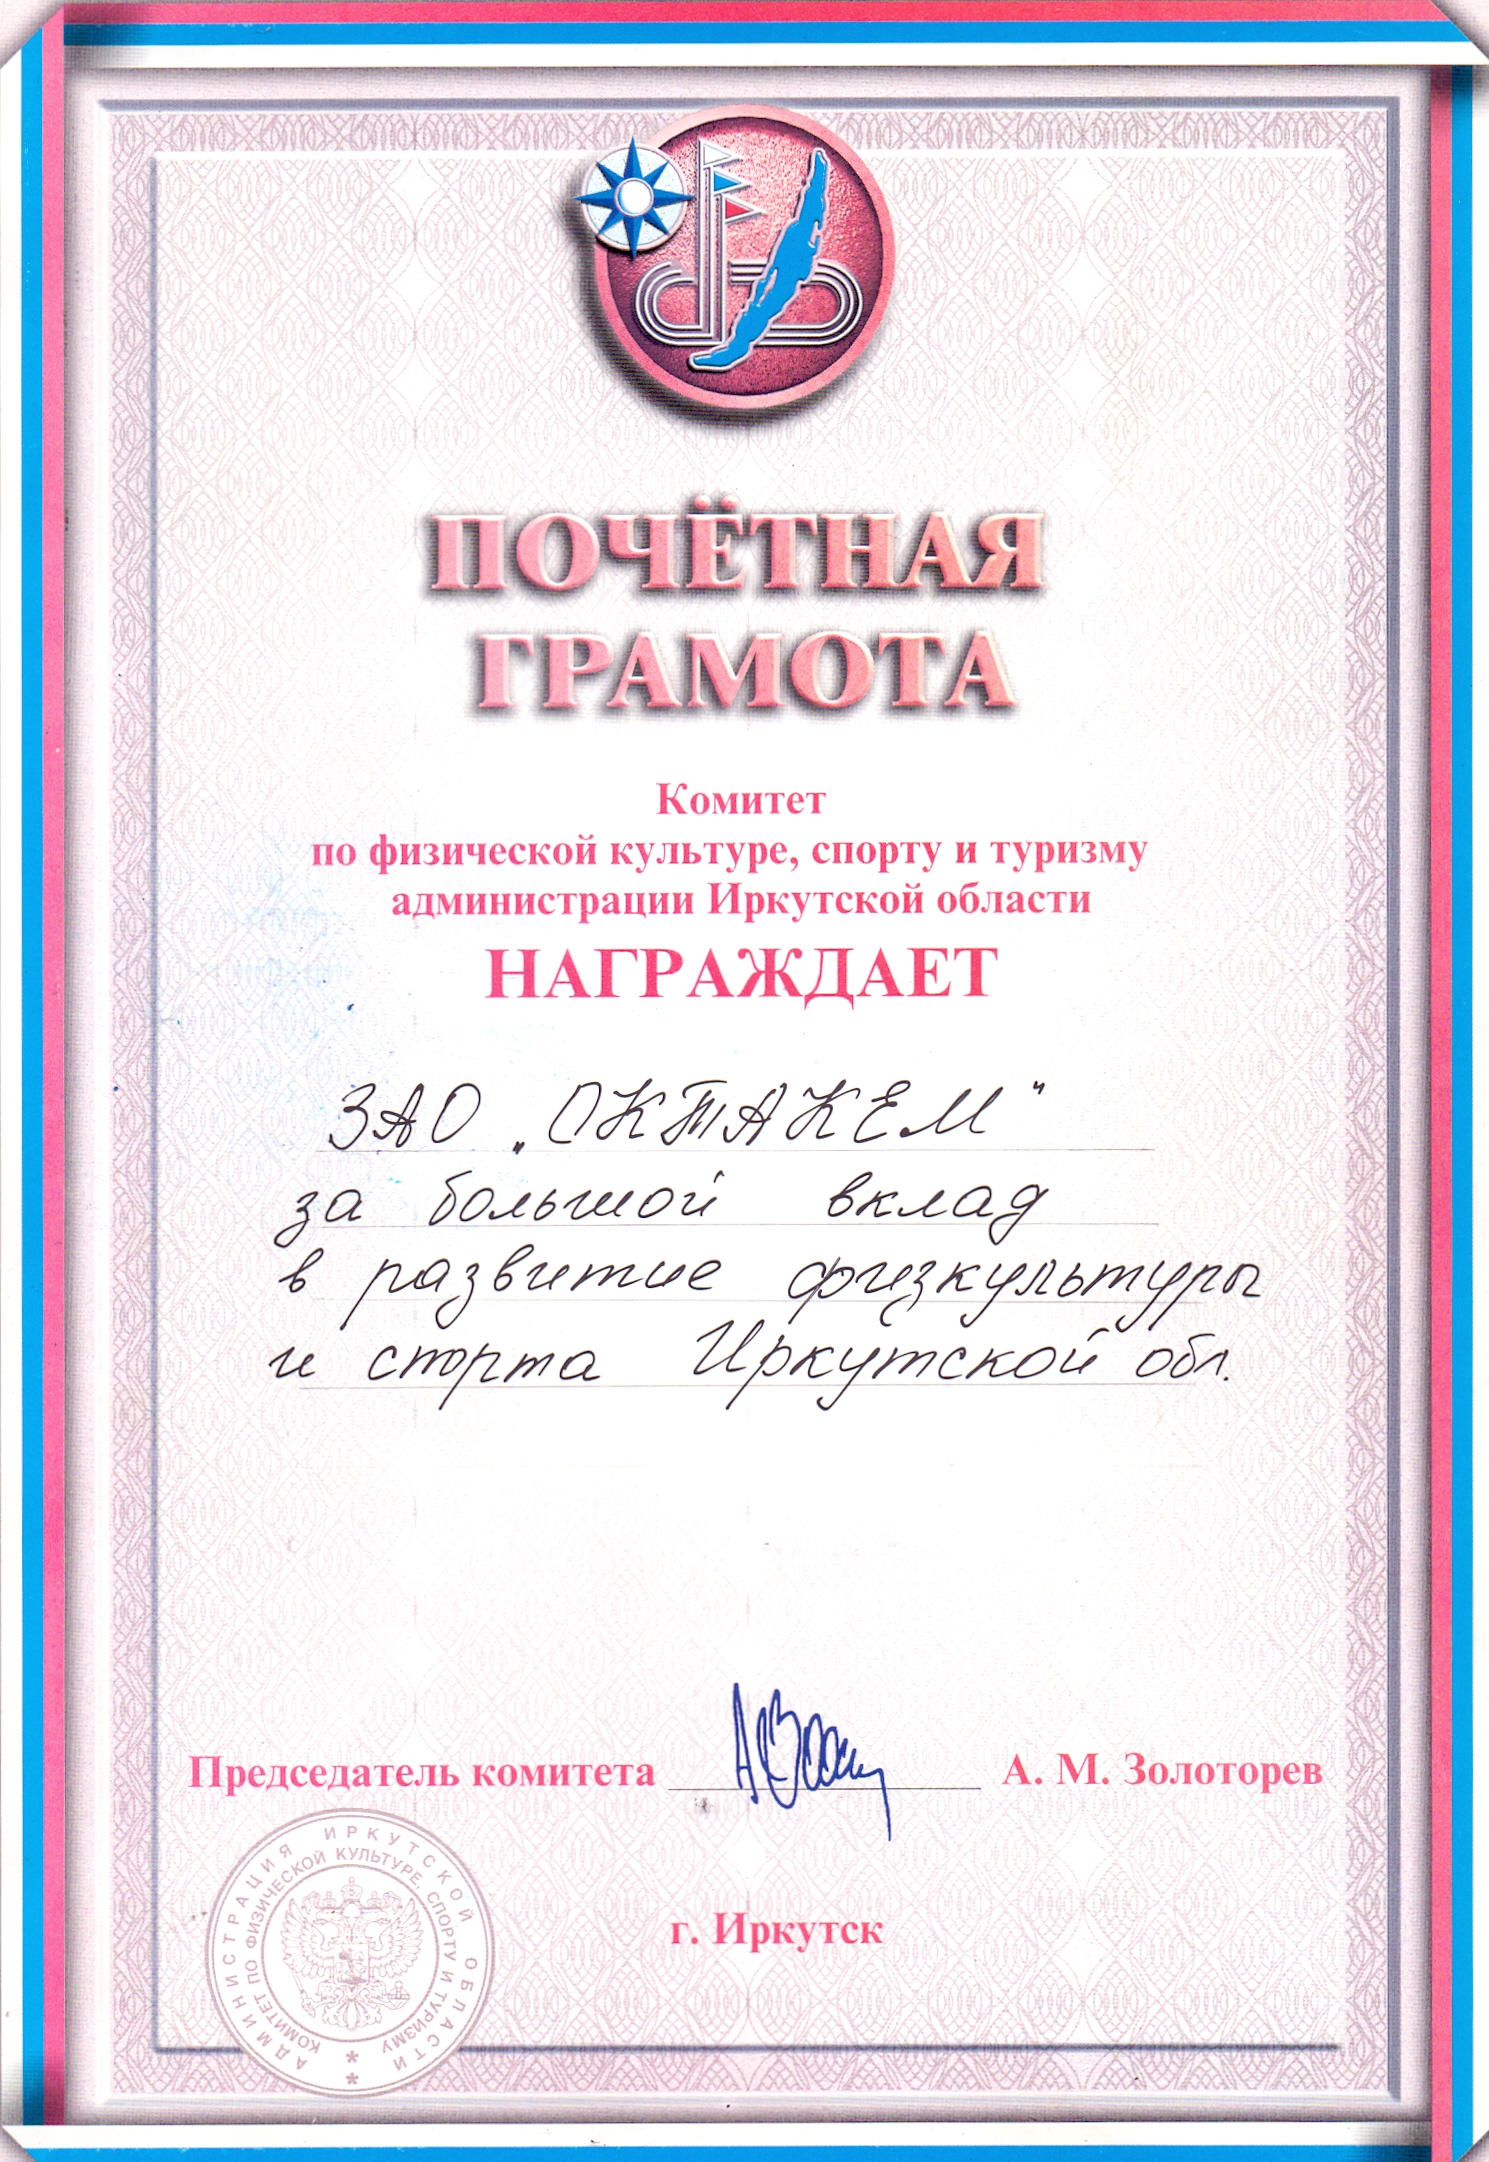 ПОЧЁТНАЯ
ГРАМОТА
Комитет
по физической культуре, спорту и туризму
администрации Иркутской области
НАГРАЖДАЕТ
ЗАО „ОКТАКЕМ"
за большой вклад
в развитие физкультуры
и спорта Иркутской обл.
Председатель комитета А. М. Золоторев
АДМИНИСТРАЦИЯ ИРКУТСКОЙ ОБЛАСТИ
КОМИТЕТ ПО ФИЗИЧЕСКОЙ КУЛЬТУРЕ, СПОРТУ И ТУРИЗМУ
г. Иркутск